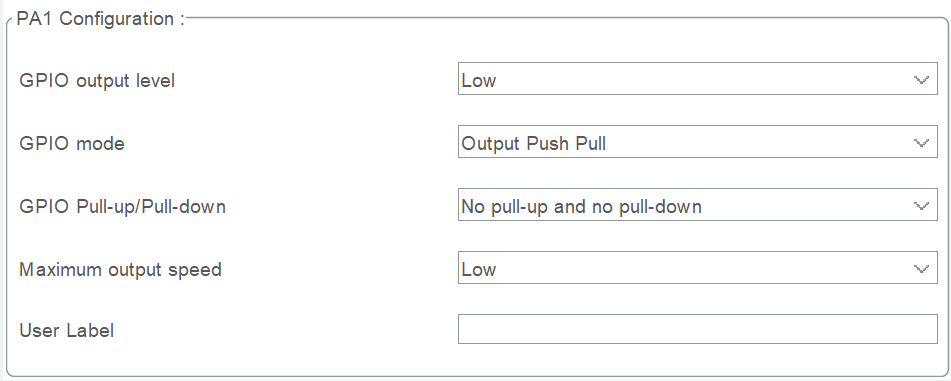 PA1 Configuration :
GPIO output level Low
GPIO mode Output Push Pull
GPIO Pull-up/Pull-down No pull-up and no pull-down
Maximum output speed Low
User Label